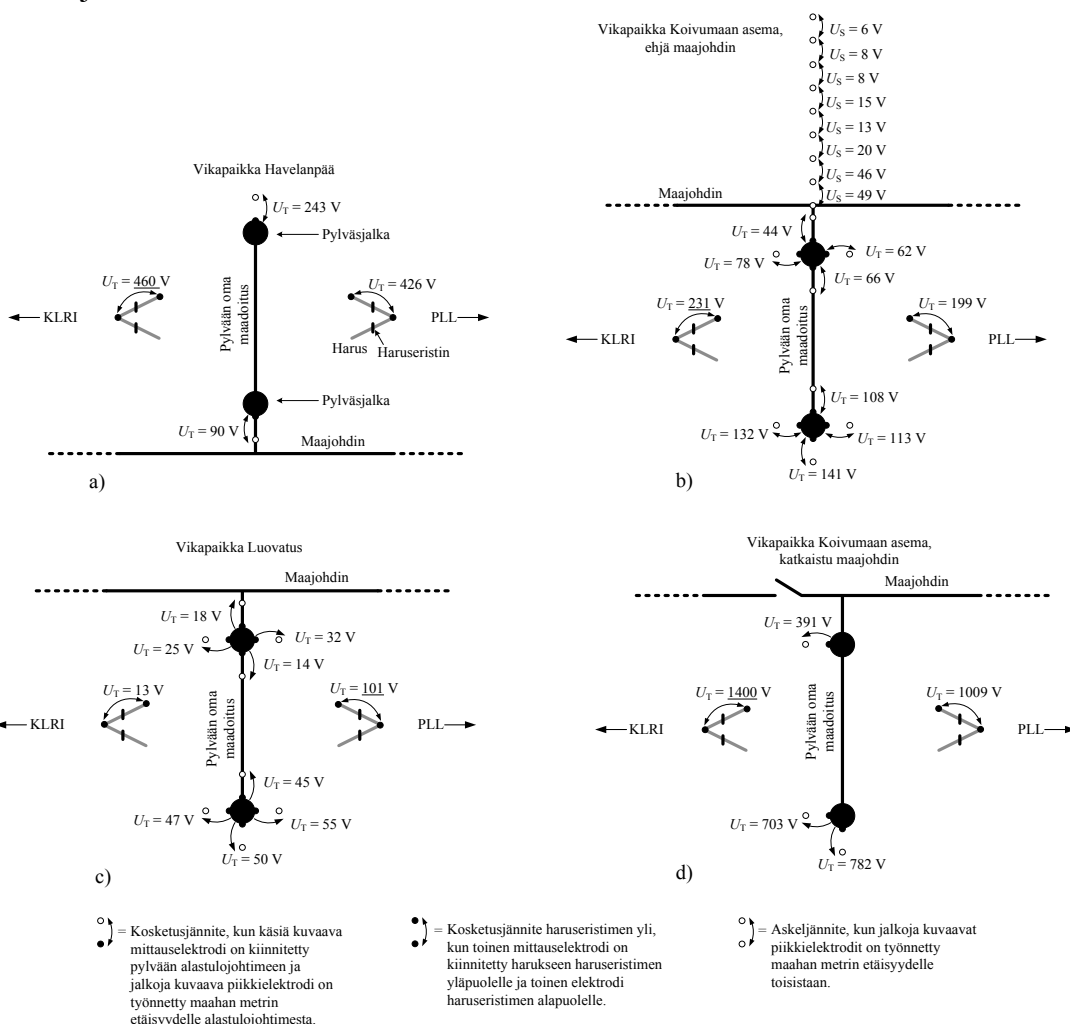 Vikapaikka Havelanpää
U_T = 243 V
Pylväsjalka
U_T = 460 V
U_T = 426 V
KLRI
Pylvään oma
maadoitus
PLL
Harus
Haruseristin
Pylväsjalka
U_T = 90 V
Maajohdin
a)
Vikapaikka Koivumaan asema,
ehjä maajohdin
U_S = 6 V
U_S = 8 V
U_S = 8 V
U_S = 15 V
U_S = 13 V
U_S = 20 V
U_S = 46 V
U_S = 49 V
Maajohdin
U_T = 44 V
U_T = 62 V
U_T = 78 V
U_T = 66 V
U_T = 231 V
U_T = 199 V
KLRI
Pylvään oma
maadoitus
PLL
U_T = 108 V
U_T = 132 V
U_T = 113 V
U_T = 141 V
b)
Vikapaikka Luovatus
Maajohdin
U_T = 18 V
U_T = 32 V
U_T = 25 V
U_T = 14 V
U_T = 13 V
U_T = 101 V
KLRI
Pylvään oma
maadoitus
PLL
U_T = 45 V
U_T = 47 V
U_T = 55 V
U_T = 50 V
c)
Vikapaikka Koivumaan asema,
katkaistu maajohdin
Maajohdin
U_T = 391 V
U_T = 1400 V
U_T = 1009 V
KLRI
Pylvään oma
maadoitus
PLL
U_T = 703 V
U_T = 782 V
d)
= Kosketusjännite, kun käsiä kuvaava
mittauselektrodi on kiinnitetty
pylvään alastulojohtimeen ja
jalkoja kuvaava piikkielektrodi on
työnnetty maahan metrin
etäisyydelle alastulojohtimesta.
= Kosketusjännite haruseristimen yli,
kun toinen mittauselektrodi on
kiinnitetty harukseen haruseristimen
yläpuolelle ja toinen elektrodi
haruseristimen alapuolelle.
= Askeljännite, kun jalkoja kuvaavat
piikkielektrodit on työnnetty
maahan metrin etäisyydelle
toisistaan.